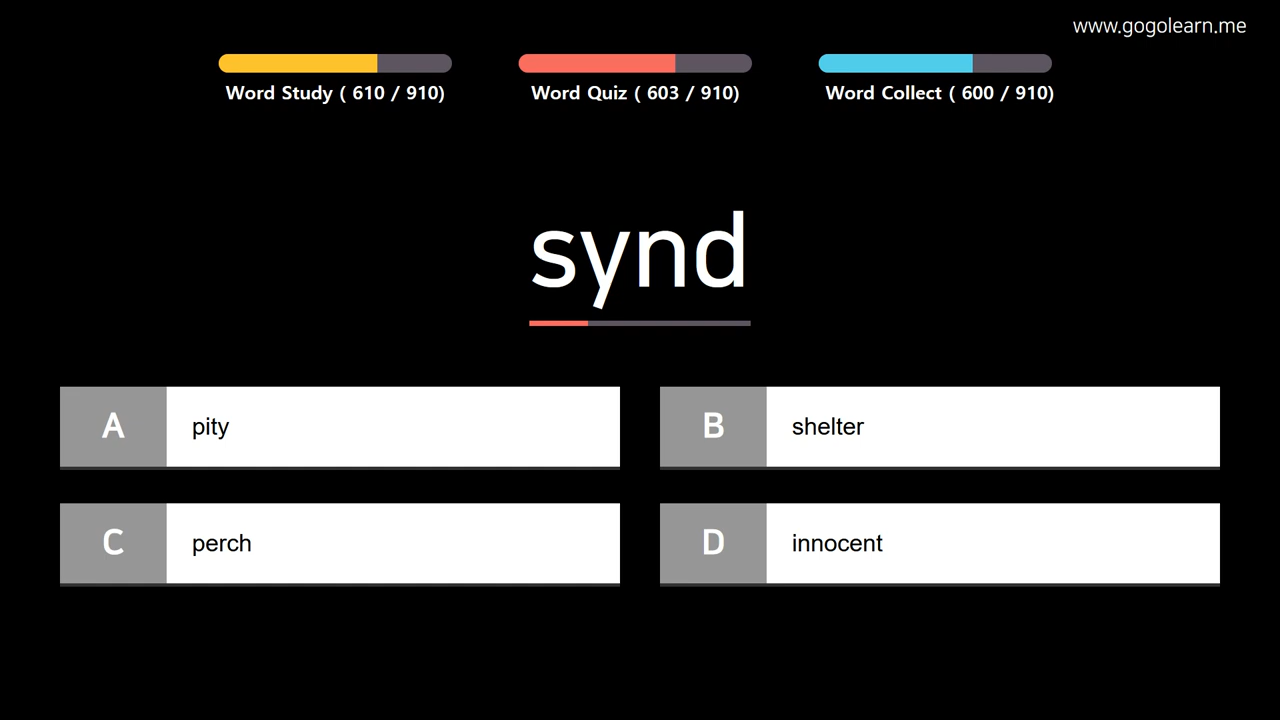 www.gogolearn.me
Word Study ( 610 / 910)
Word Quiz ( 603 / 910)
Word Collect ( 600 / 910)
synd
A pity
B shelter
C perch
D innocent